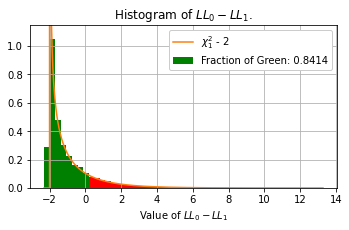 Histogram of LL₀ − LL₁.
χ₁² - 2
Fraction of Green: 0.8414
1.0
0.8
0.6
0.4
0.2
0.0
−2 0 2 4 6 8 10 12 14
Value of LL₀ − LL₁